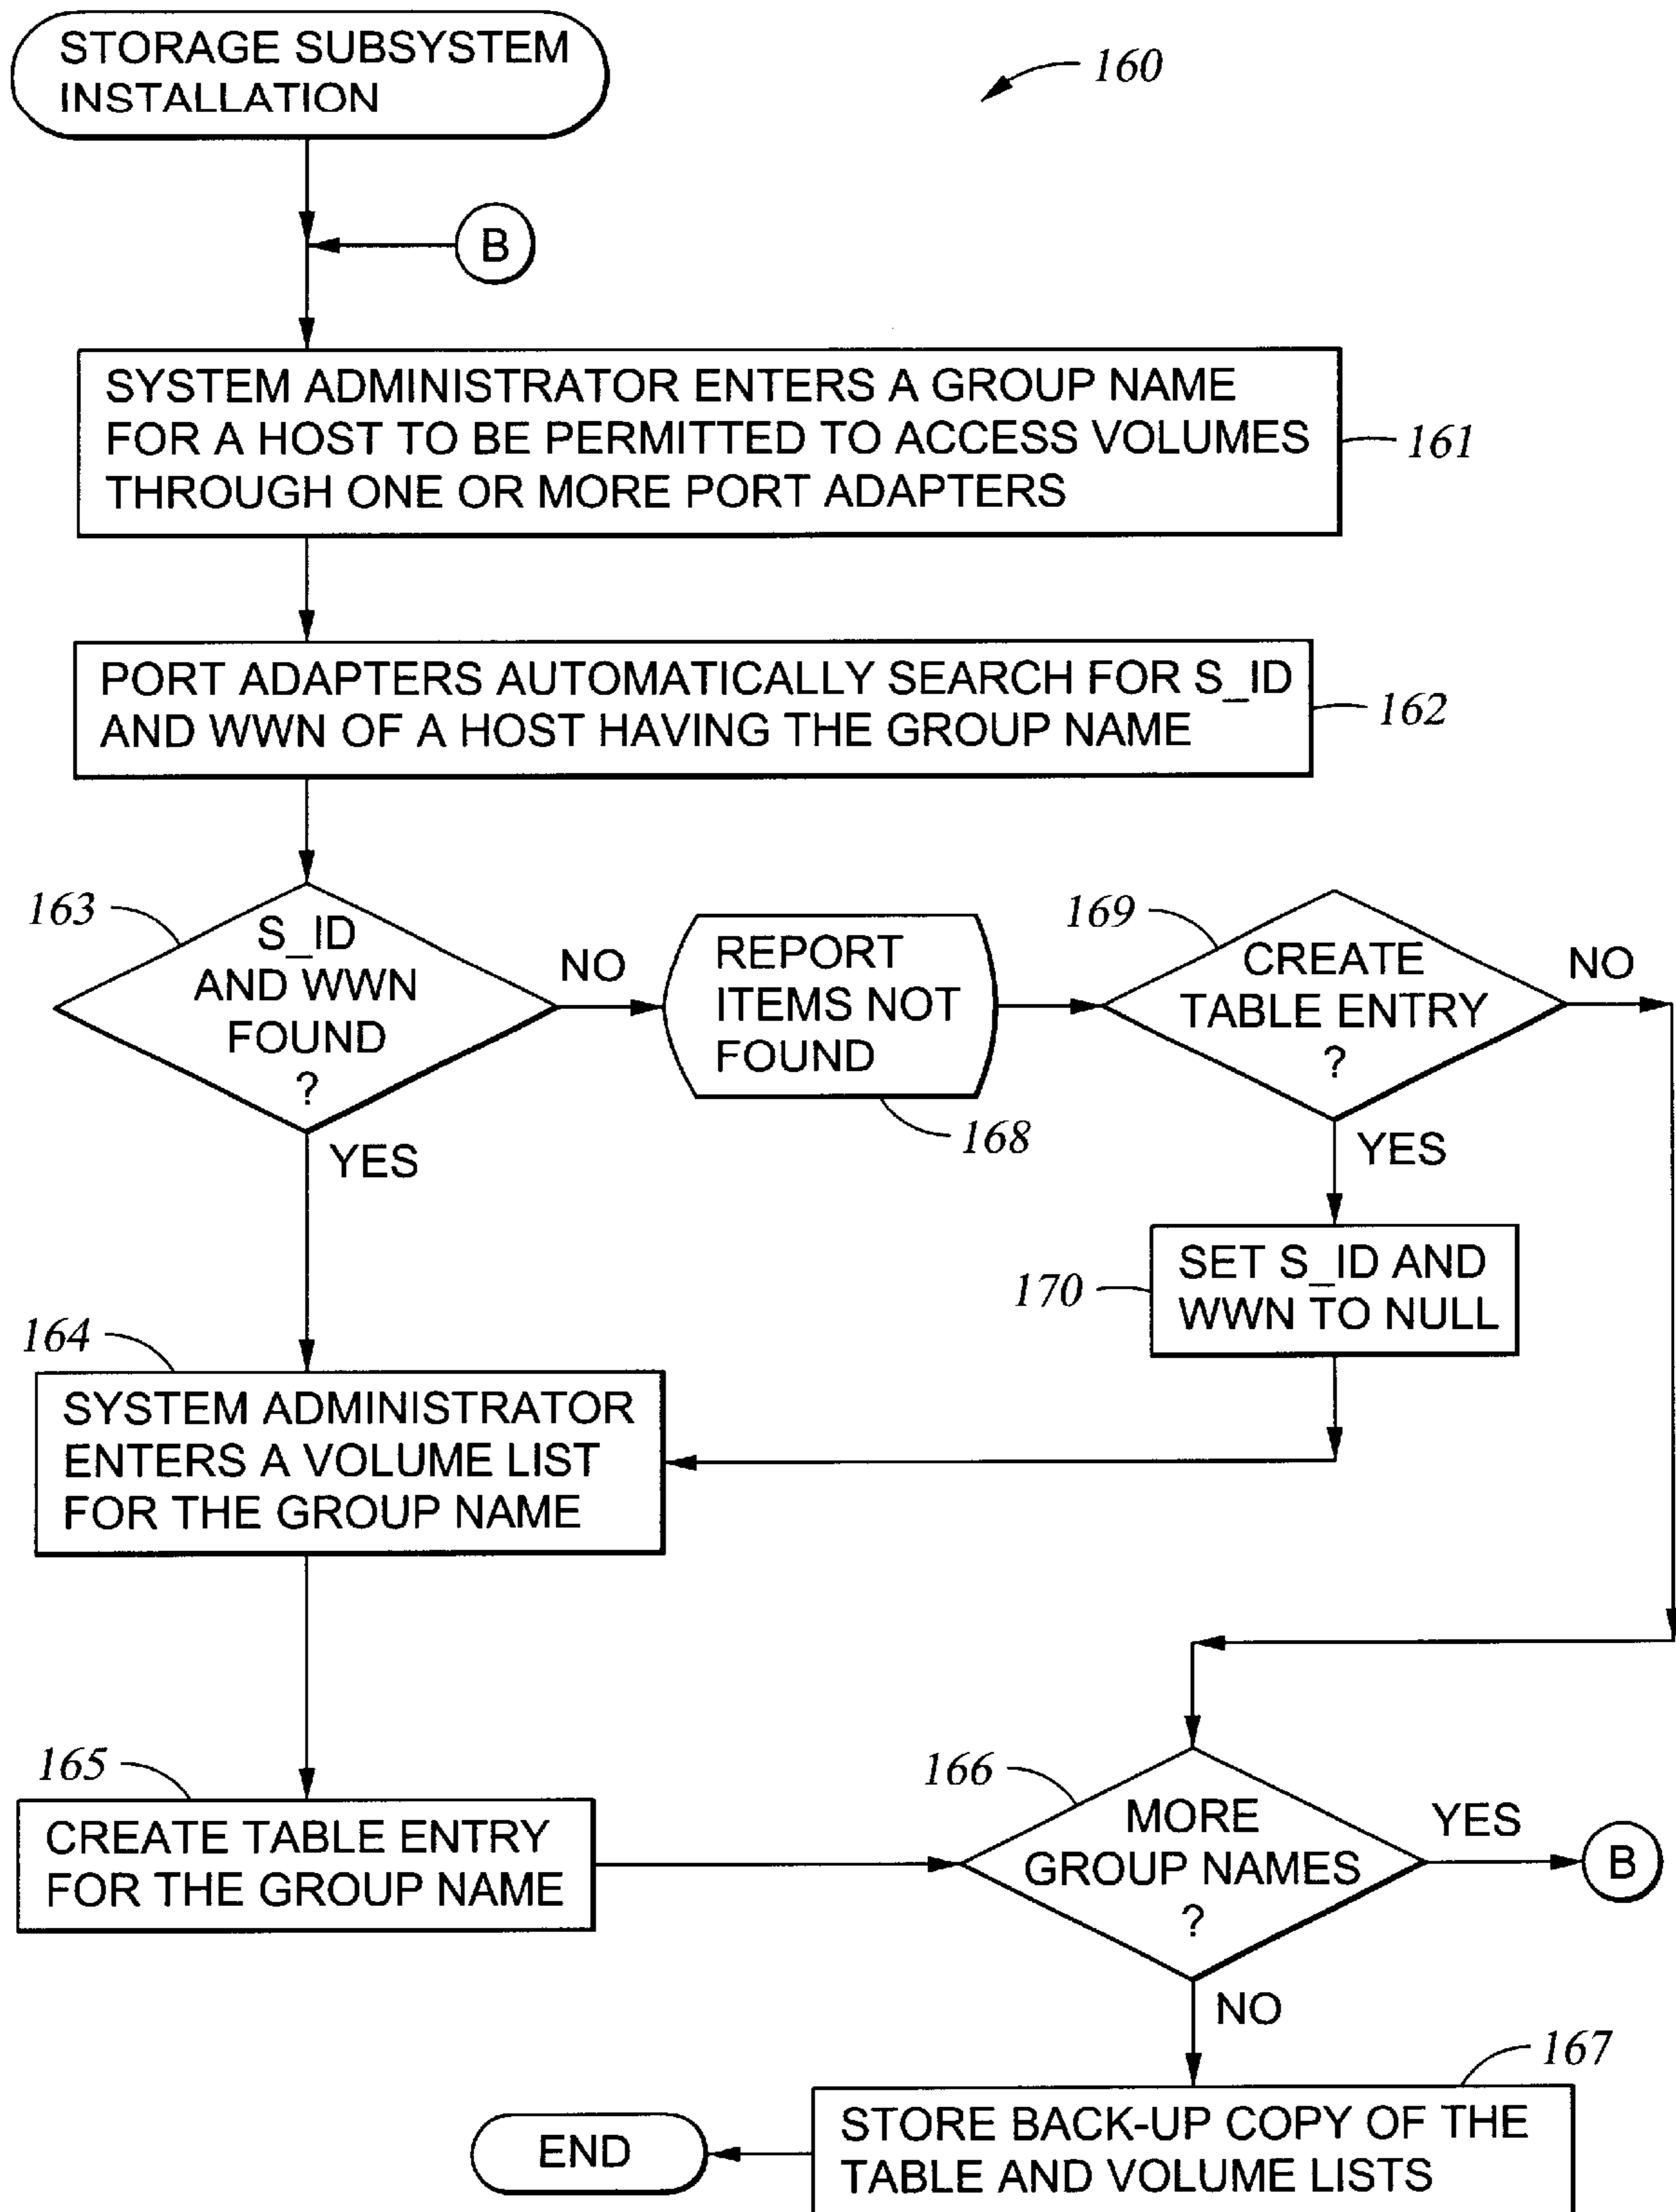 STORAGE SUBSYSTEM
INSTALLATION
160
B
SYSTEM ADMINISTRATOR ENTERS A GROUP NAME
FOR A HOST TO BE PERMITTED TO ACCESS VOLUMES
THROUGH ONE OR MORE PORT ADAPTERS
161
PORT ADAPTERS AUTOMATICALLY SEARCH FOR S_ID
AND WWN OF A HOST HAVING THE GROUP NAME
162
163
S_ID
AND WWN
FOUND
?
NO
YES
REPORT
ITEMS NOT
FOUND
168
169
CREATE
TABLE ENTRY
?
NO
YES
170
SET S_ID AND
WWN TO NULL
164
SYSTEM ADMINISTRATOR
ENTERS A VOLUME LIST
FOR THE GROUP NAME
165
CREATE TABLE ENTRY
FOR THE GROUP NAME
166
MORE
GROUP NAMES
?
YES
B
NO
167
STORE BACK-UP COPY OF THE
TABLE AND VOLUME LISTS
END